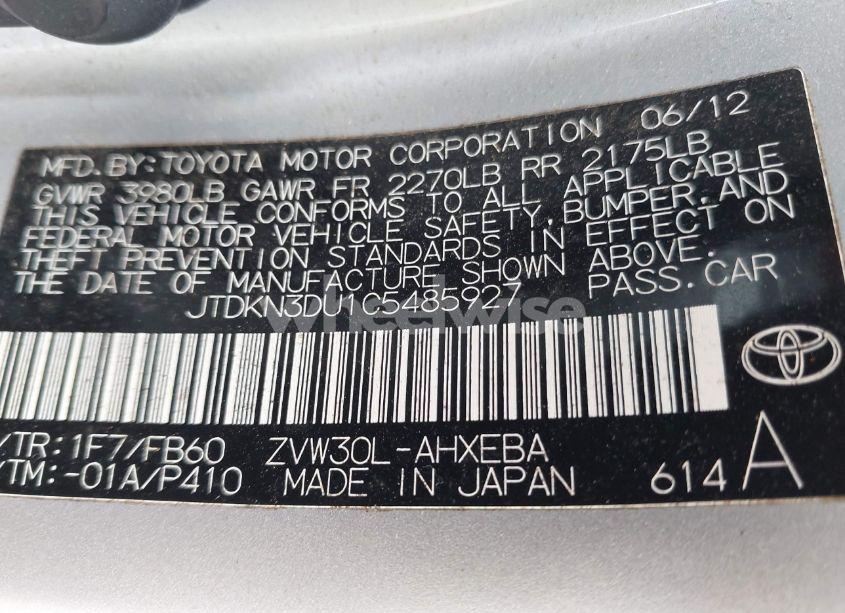 MFD.BY:TOYOTA MOTOR CORPORATION 06/12
GVWR 3980LB GAWR FR 2270LB RR 2175LB
THIS VEHICLE CONFORMS TO ALL APPLICABLE
FEDERAL MOTOR VEHICLE SAFETY,BUMPER,AND
THEFT PREVENTION STANDARDS IN EFFECT ON
THE DATE OF MANUFACTURE SHOWN ABOVE.
JTDKN3DU1C5485927 PASS.CAR
wheelwise
/TR:1F7/FB60 ZVW30L-AHXEBA
/TM:-01A/P410 MADE IN JAPAN 614 A